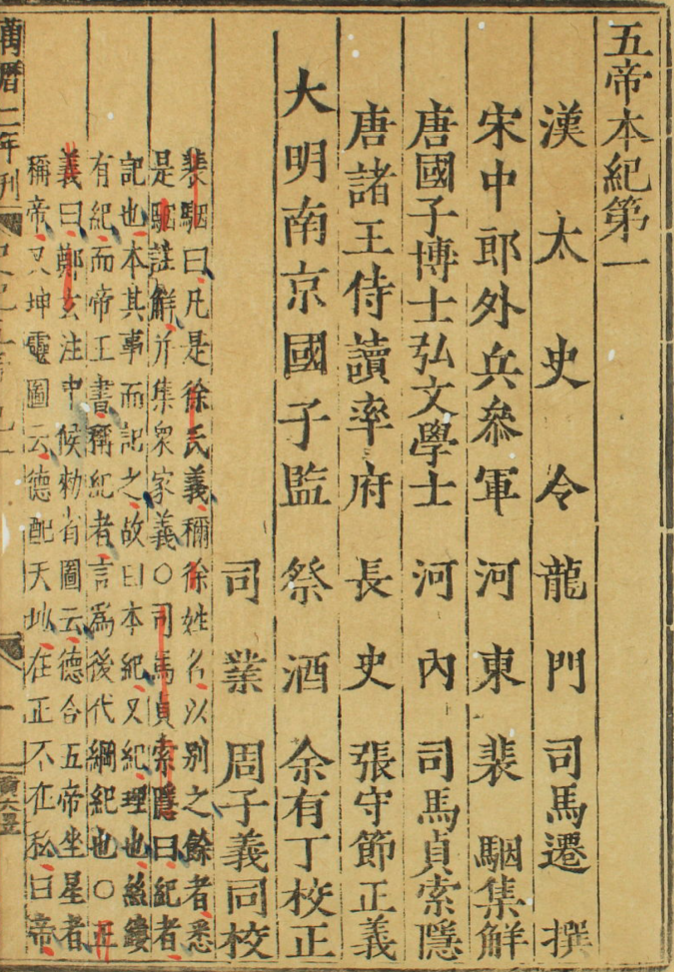 五帝本紀第一
漢太史令龍門司馬遷撰
宋中郎外兵叅軍河東裴駰集解
唐國子博士弘文學士河內司馬貞索隱
唐諸王侍讀率府長史張守節正義
大明南京國子監祭酒余有丁校正
司業周子義同校
裴駰曰凡是徐氏義稱徐姓名以别之餘者悉
是駰註解并集衆家義○司馬貞索隱曰紀者
記也本其事而記之故曰本紀又紀理也絲縷
有紀而帝王書稱紀者言爲後代綱紀也○正
義曰鄭玄注中候勑省圖云德合五帝坐星者
稱帝又坤靈圖云德配天地在正不在私曰帝
萬曆二年刊